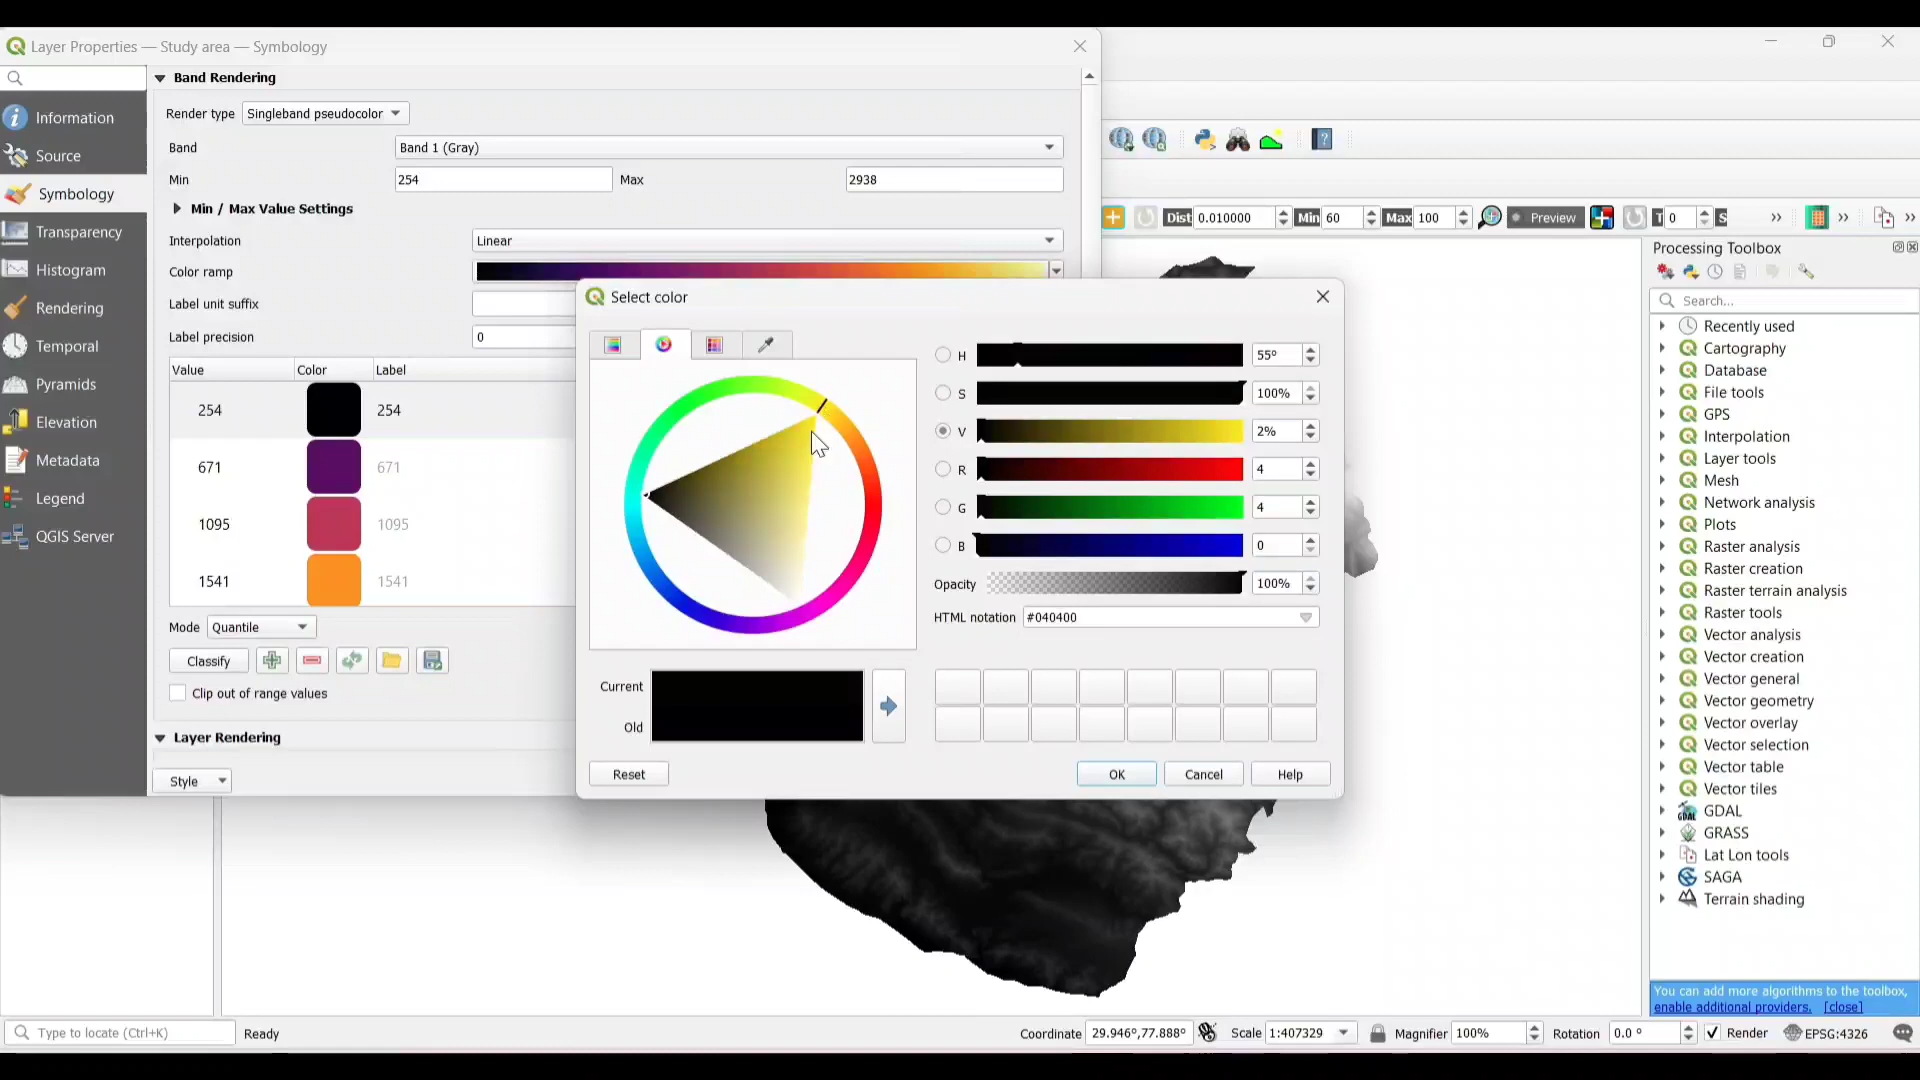 Layer Properties — Study area — Symbology
Information
Source
Symbology
Transparency
Histogram
Rendering
Temporal
Pyramids
Elevation
Metadata
Legend
QGIS Server
Band Rendering
Render type Singleband pseudocolor
Band Band 1 (Gray)
Min 254 Max 2938
Min / Max Value Settings
Interpolation Linear
Color ramp
Label unit suffix
Label precision 0
Value Color Label
254 254
671 671
1095 1095
1541 1541
Mode Quantile
Classify
Clip out of range values
Layer Rendering
Style
Select color
H 55°
S 100%
V 2%
R 4
G 4
B 0
Opacity 100%
HTML notation #040400
Current
Old
Reset OK Cancel Help
Dist 0.010000 Min 60 Max 100 Preview T 0 S
Processing Toolbox
Search...
Recently used
Cartography
Database
File tools
GPS
Interpolation
Layer tools
Mesh
Network analysis
Plots
Raster analysis
Raster creation
Raster terrain analysis
Raster tools
Vector analysis
Vector creation
Vector general
Vector geometry
Vector overlay
Vector selection
Vector table
Vector tiles
GDAL
GRASS
Lat Lon tools
SAGA
Terrain shading
You can add more algorithms to the toolbox,
enable additional providers. [close]
Type to locate (Ctrl+K) Ready Coordinate 29.946°,77.888° Scale 1:407329 Magnifier 100% Rotation 0.0 ° Render EPSG:4326